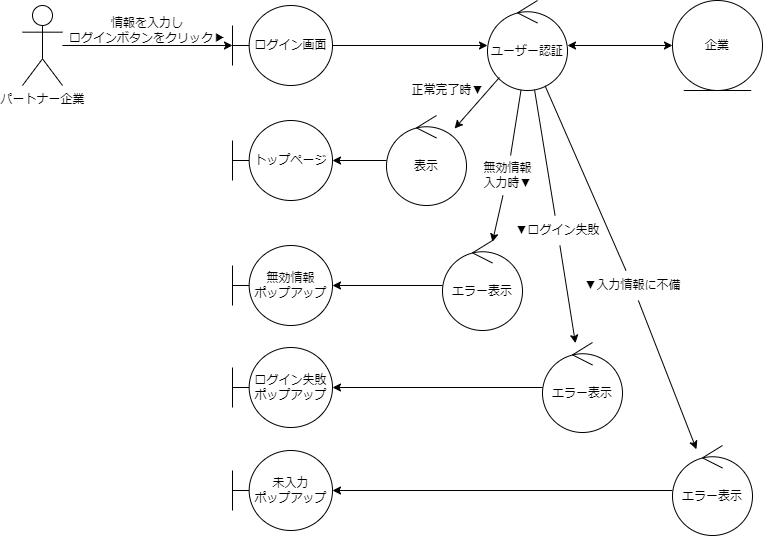 情報を入力し
ログインボタンをクリック▶
パートナー企業
ログイン画面
ユーザー認証
企業
正常完了時▼
トップページ
表示
無効情報
入力時▼
▼ログイン失敗
▼入力情報に不備
無効情報
ポップアップ
エラー表示
ログイン失敗
ポップアップ
エラー表示
未入力
ポップアップ
エラー表示